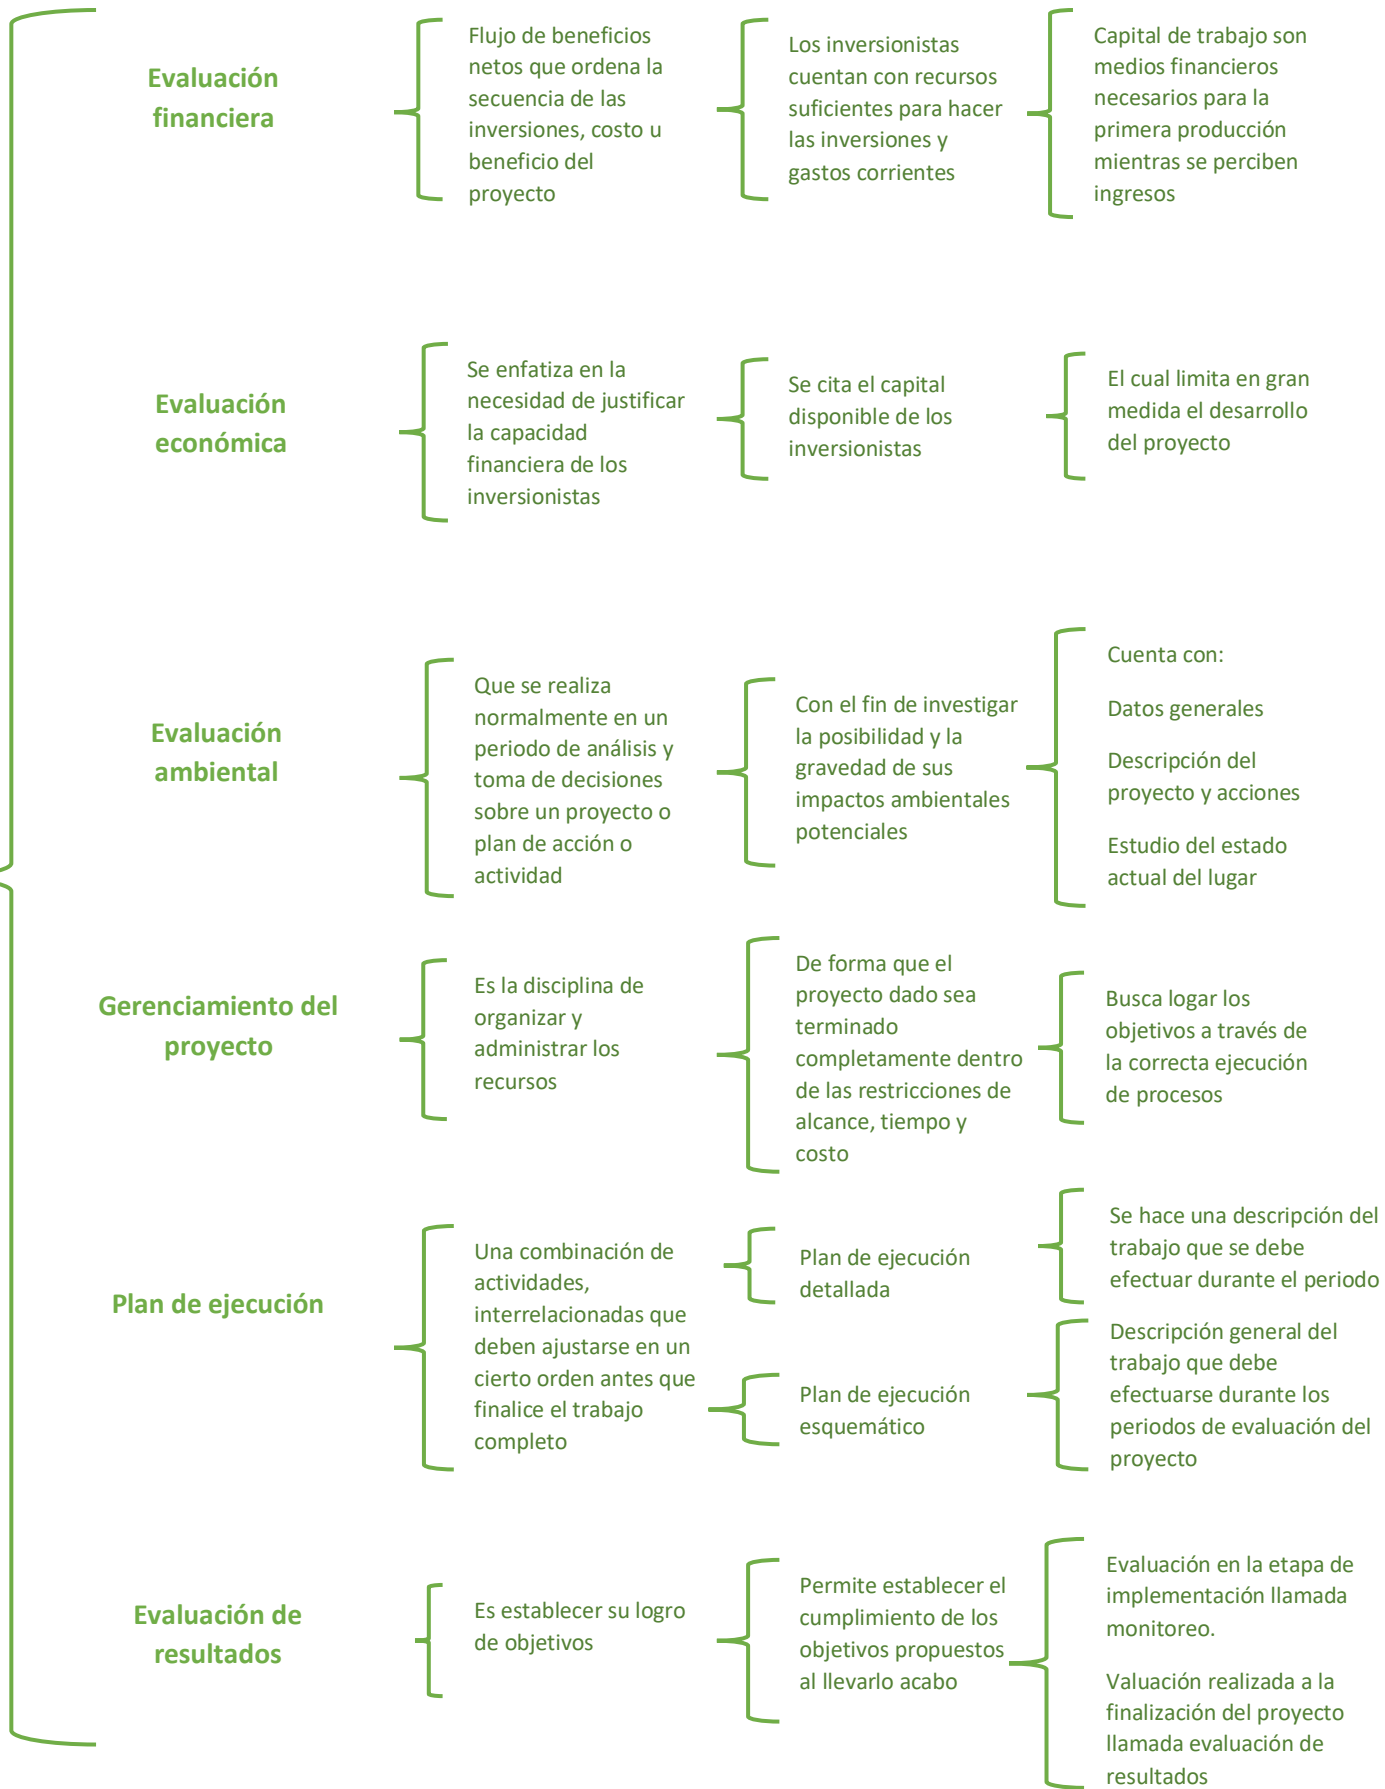 Evaluación
financiera
Flujo de beneficios
netos que ordena la
secuencia de las
inversiones, costo u
beneficio del
proyecto
Los inversionistas
cuentan con recursos
suficientes para hacer
las inversiones y
gastos corrientes
Capital de trabajo son
medios financieros
necesarios para la
primera producción
mientras se perciben
ingresos
Evaluación
económica
Se enfatiza en la
necesidad de justificar
la capacidad
financiera de los
inversionistas
Se cita el capital
disponible de los
inversionistas
El cual limita en gran
medida el desarrollo
del proyecto
Evaluación
ambiental
Que se realiza
normalmente en un
periodo de análisis y
toma de decisiones
sobre un proyecto o
plan de acción o
actividad
Con el fin de investigar
la posibilidad y la
gravedad de sus
impactos ambientales
potenciales
Cuenta con:
Datos generales
Descripción del
proyecto y acciones
Estudio del estado
actual del lugar
Gerenciamiento del
proyecto
Es la disciplina de
organizar y
administrar los
recursos
De forma que el
proyecto dado sea
terminado
completamente dentro
de las restricciones de
alcance, tiempo y
costo
Busca logar los
objetivos a través de
la correcta ejecución
de procesos
Plan de ejecución
Una combinación de
actividades,
interrelacionadas que
deben ajustarse en un
cierto orden antes que
finalice el trabajo
completo
Plan de ejecución
detallada
Se hace una descripción del
trabajo que se debe
efectuar durante el periodo
Plan de ejecución
esquemático
Descripción general del
trabajo que debe
efectuarse durante los
periodos de evaluación del
proyecto
Evaluación de
resultados
Es establecer su logro
de objetivos
Permite establecer el
cumplimiento de los
objetivos propuestos
al llevarlo acabo
Evaluación en la etapa de
implementación llamada
monitoreo.
Valuación realizada a la
finalización del proyecto
llamada evaluación de
resultados